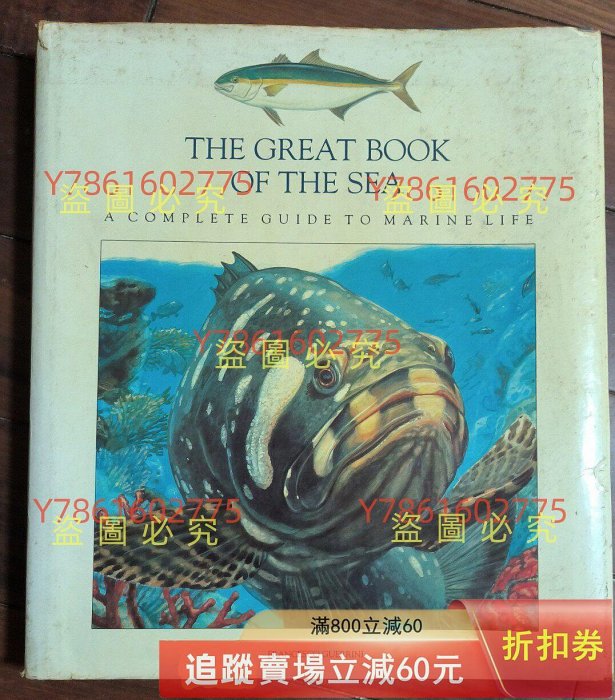 THE GREAT BOOK
OF THE SEA
Y7861602775 Y7861602775
盜圖必究 盜圖必究
A COMPLETE GUIDE TO MARINE LIFE
Y7861602775
盜圖必究
Y7861602775 Y7861602775
盜圖必究 盜圖必究
滿800立減60
追蹤賣場立減60元
折扣券